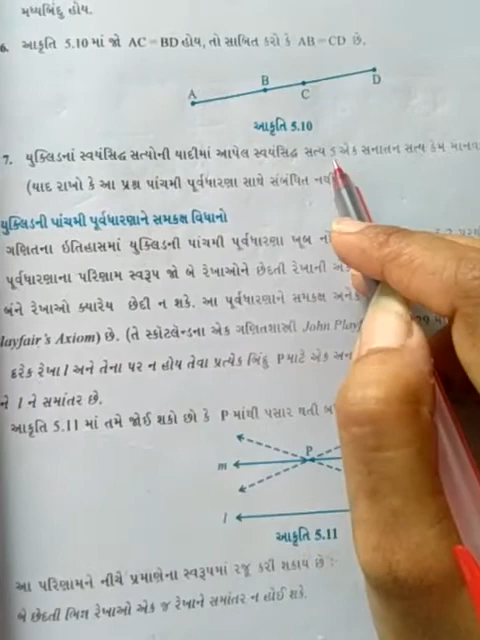 મધ્યબિંદુ હોય.
6. આકૃતિ 5.10 માં જો AC = BD હોય, તો સાબિત કરો કે AB = CD છે.
A B C D
આકૃતિ 5.10
7. યુક્લિડનાં સ્વયંસિદ્ધ સત્યોની યાદીમાં આપેલ સ્વયંસિદ્ધ સત્ય 5 એક સનાતન સત્ય કેમ
(યાદ રાખો કે આ પ્રશ્ન પાંચમી પૂર્વધારણા સાથે સંબંધિત
યુક્લિડની પાંચમી પૂર્વધારણાને સમકક્ષ વિધાનો
ગણિતના ઇતિહાસમાં યુક્લિડની પાંચમી પૂર્વધારણા ખૂબ
પૂર્વધારણાના પરિણામ સ્વરૂપ જો બે રેખાઓને છેદતી રેખાની
બંને રેખાઓ ક્યારેય છેદી ન શકે. આ પૂર્વધારણાને સમકક્ષ
layfair's Axiom) છે. (તે સ્કોટલૅન્ડના એક ગણિતશાસ્ત્રી John
દરેક રેખા l અને તેના પર ન હોય તેવા પ્રત્યેક બિંદુ P માટે એક
ને l ને સમાંતર છે.
આકૃતિ 5.11 માં તમે જોઈ શકો છો કે P માંથી પસાર થતી
P
m
l
આકૃતિ 5.11
આ પરિણામને નીચે પ્રમાણેના સ્વરૂપમાં રજૂ કરી શકાય છે :
બે છેદતી ભિન્ન રેખાઓ એક જ રેખાને સમાંતર ન હોઈ શકે.